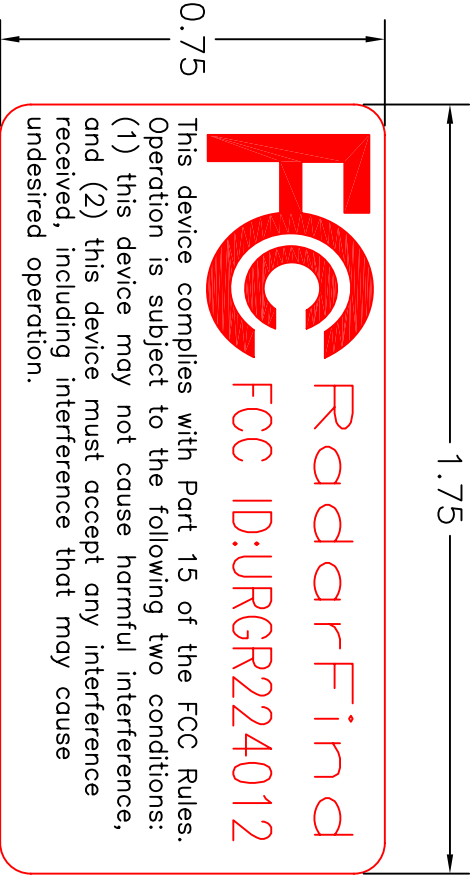 1.75
0.75
FC RadarFind
FCC ID:URGR224012
This device complies with Part 15 of the FCC Rules.
Operation is subject to the following two conditions:
(1) this device may not cause harmful interference,
and (2) this device must accept any interference
received, including interference that may cause
undesired operation.